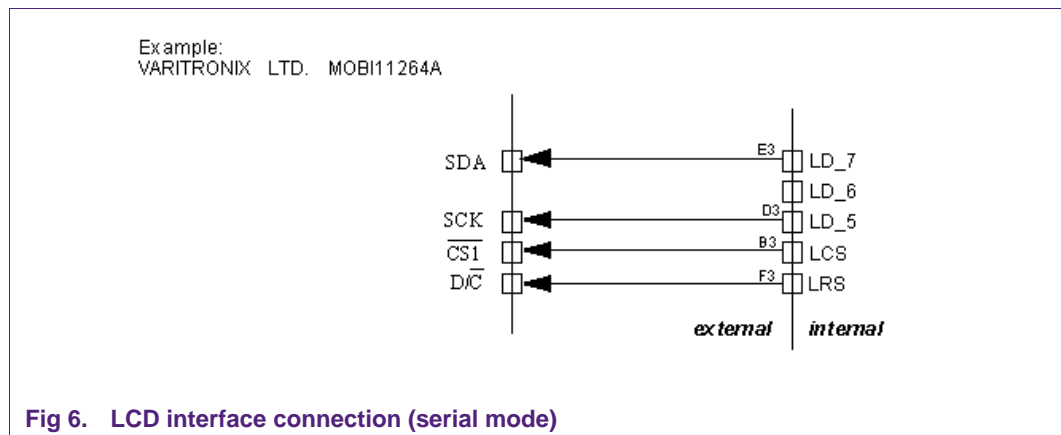 Example:
VARITRONIX LTD. MOBI11264A
SDA E3 LD_7
LD_6
SCK D3 LD_5
CS1 B3 LCS
D/C F3 LRS
external internal
Fig 6. LCD interface connection (serial mode)